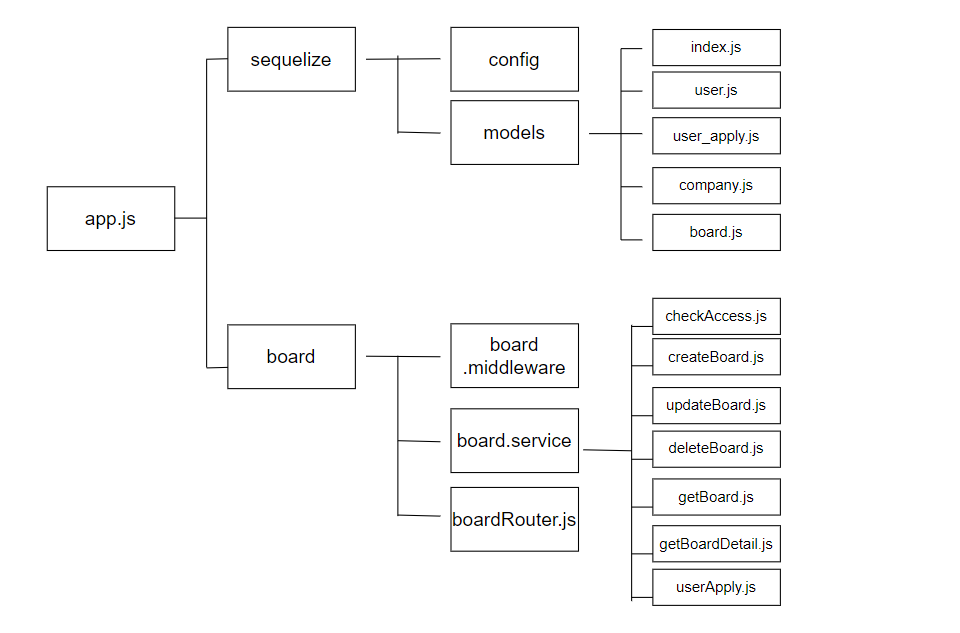 app.js
sequelize
config
models
index.js
user.js
user_apply.js
company.js
board.js
board
board
.middleware
board.service
boardRouter.js
checkAccess.js
createBoard.js
updateBoard.js
deleteBoard.js
getBoard.js
getBoardDetail.js
userApply.js